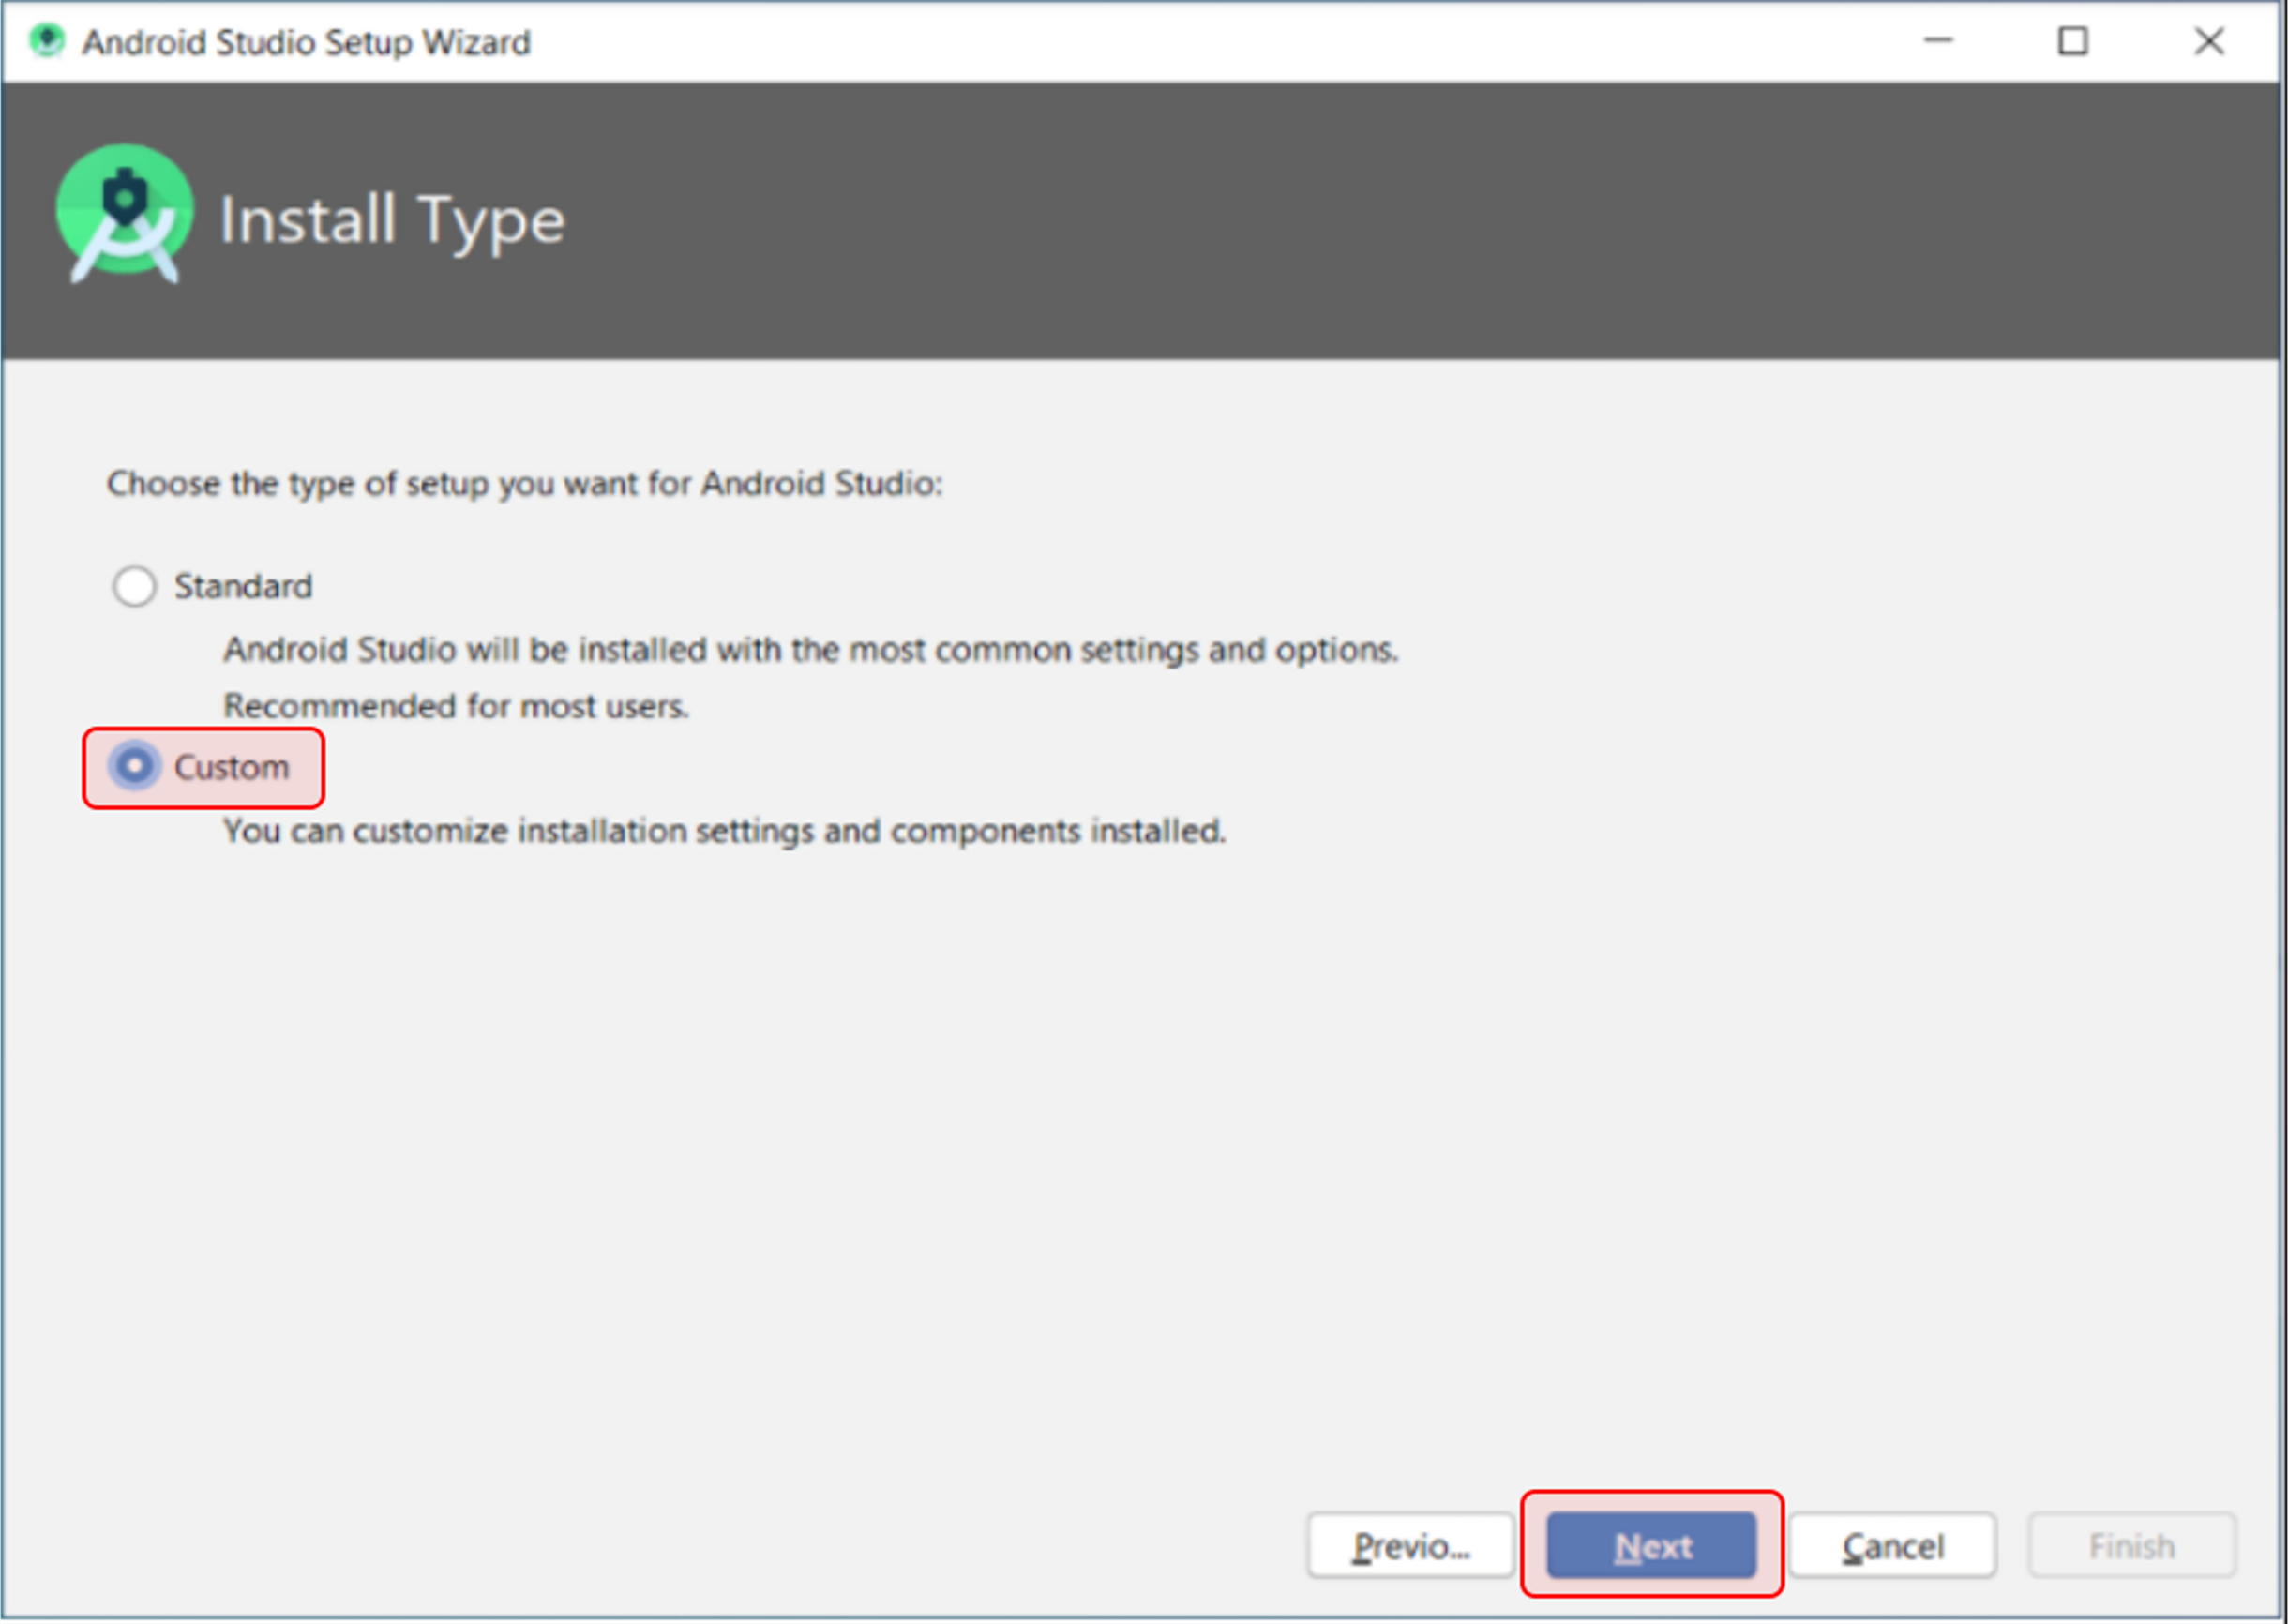 Android Studio Setup Wizard
Install Type
Choose the type of setup you want for Android Studio:
Standard
Android Studio will be installed with the most common settings and options.
Recommended for most users.
Custom
You can customize installation settings and components installed.
Previo... Next Cancel Finish